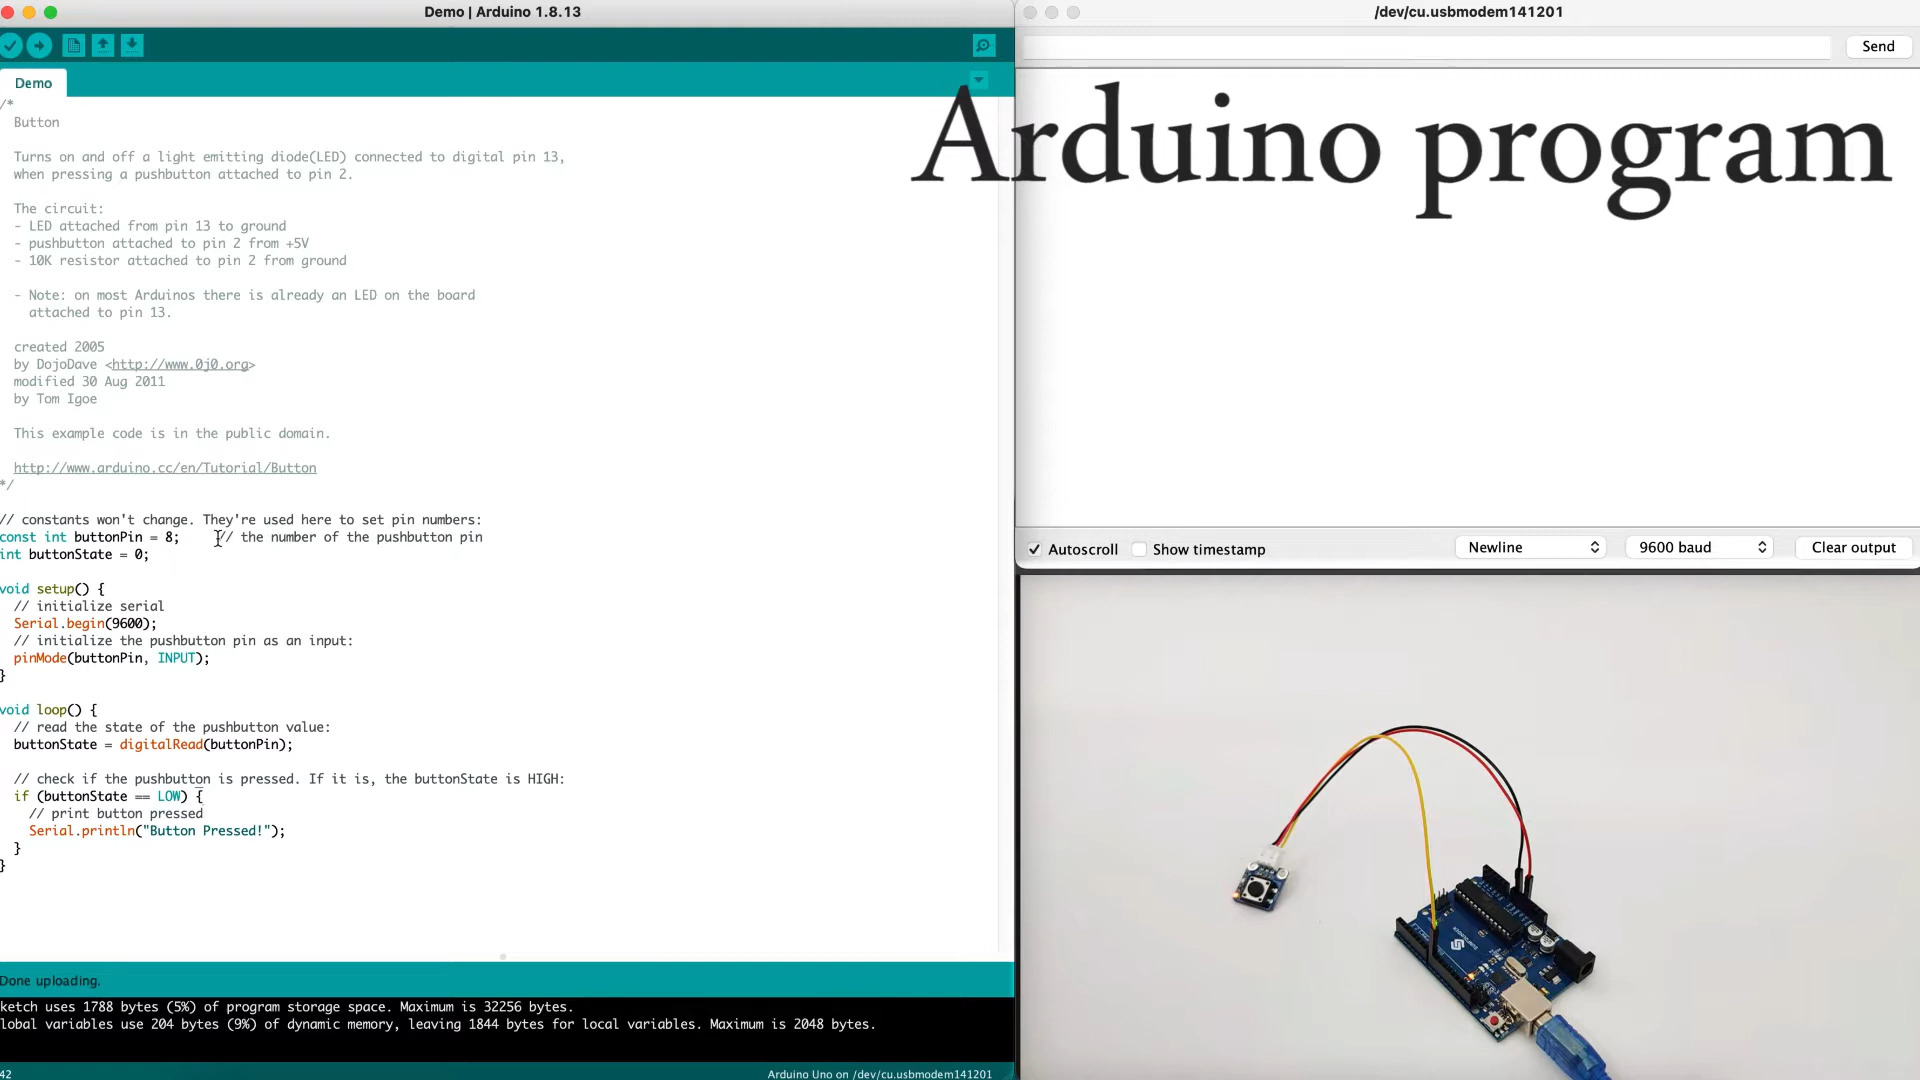 Demo | Arduino 1.8.13
Demo
/*
Button
Turns on and off a light emitting diode(LED) connected to digital pin 13,
when pressing a pushbutton attached to pin 2.
The circuit:
- LED attached from pin 13 to ground
- pushbutton attached to pin 2 from +5V
- 10K resistor attached to pin 2 from ground
- Note: on most Arduinos there is already an LED on the board
attached to pin 13.
created 2005
by DojoDave <http://www.0j0.org>
modified 30 Aug 2011
by Tom Igoe
This example code is in the public domain.
http://www.arduino.cc/en/Tutorial/Button
*/
// constants won't change. They're used here to set pin numbers:
const int buttonPin = 8; // the number of the pushbutton pin
int buttonState = 0;
void setup() {
// initialize serial
Serial.begin(9600);
// initialize the pushbutton pin as an input:
pinMode(buttonPin, INPUT);
}
void loop() {
// read the state of the pushbutton value:
buttonState = digitalRead(buttonPin);
// check if the pushbutton is pressed. If it is, the buttonState is HIGH:
if (buttonState == LOW) {
// print button pressed
Serial.println("Button Pressed!");
}
}
Done uploading.
ketch uses 1788 bytes (5%) of program storage space. Maximum is 32256 bytes.
lobal variables use 204 bytes (9%) of dynamic memory, leaving 1844 bytes for local variables. Maximum is 2048 bytes.
42
Arduino Uno on /dev/cu.usbmodem141201
/dev/cu.usbmodem141201
Send
Arduino program
Autoscroll
Show timestamp
Newline
9600 baud
Clear output